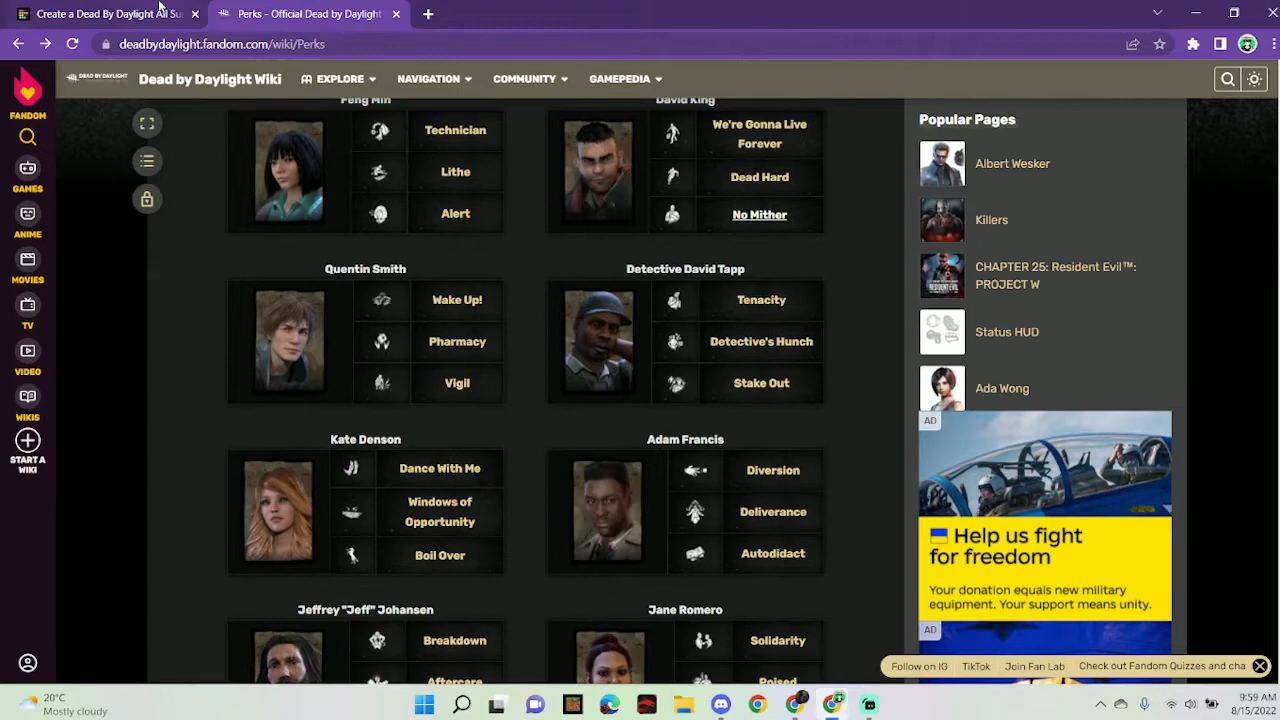 Create a Dead By Daylight All Su
Perks - Official Dead by Daylight
deadbydaylight.fandom.com/wiki/Perks
DEAD BY DAYLIGHT
Dead by Daylight Wiki
EXPLORE
NAVIGATION
COMMUNITY
GAMEPEDIA
FANDOM
GAMES
ANIME
MOVIES
TV
VIDEO
WIKIS
START A
WIKI
Feng Min
Technician
Lithe
Alert
David King
We're Gonna Live
Forever
Dead Hard
No Mither
Quentin Smith
Wake Up!
Pharmacy
Vigil
Detective David Tapp
Tenacity
Detective's Hunch
Stake Out
Kate Denson
Dance With Me
Windows of
Opportunity
Boil Over
Adam Francis
Diversion
Deliverance
Autodidact
Jeffrey "Jeff" Johansen
Breakdown
Aftercare
Jane Romero
Solidarity
Poised
Popular Pages
Albert Wesker
Killers
CHAPTER 25: Resident Evil™:
PROJECT W
Status HUD
Ada Wong
AD
Help us fight
for freedom
Your donation equals new military
equipment. Your support means unity.
AD
Follow on IG
TikTok
Join Fan Lab
Check out Fandom Quizzes and cha
20°C
Mostly cloudy
9:59 AM
8/15/2022